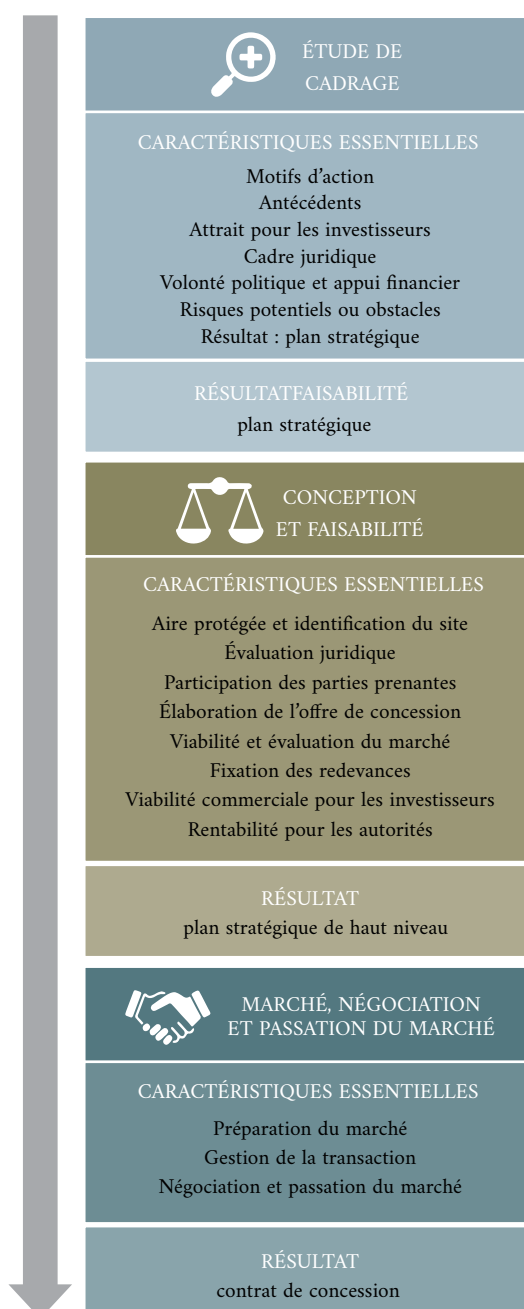 ÉTUDE DE
CADRAGE
CARACTÉRISTIQUES ESSENTIELLES
Motifs d’action
Antécédents
Attrait pour les investisseurs
Cadre juridique
Volonté politique et appui financier
Risques potentiels ou obstacles
Résultat : plan stratégique
RÉSULTATFAISABILITÉ
plan stratégique
CONCEPTION
ET FAISABILITÉ
CARACTÉRISTIQUES ESSENTIELLES
Aire protégée et identification du site
Évaluation juridique
Participation des parties prenantes
Élaboration de l’offre de concession
Viabilité et évaluation du marché
Fixation des redevances
Viabilité commerciale pour les investisseurs
Rentabilité pour les autorités
RÉSULTAT
plan stratégique de haut niveau
MARCHÉ, NÉGOCIATION
ET PASSATION DU MARCHÉ
CARACTÉRISTIQUES ESSENTIELLES
Préparation du marché
Gestion de la transaction
Négociation et passation du marché
RÉSULTAT
contrat de concession